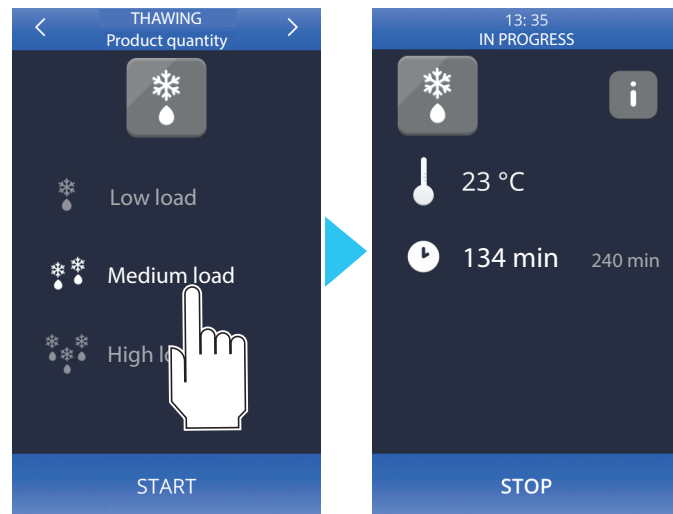 THAWING
Product quantity
Low load
Medium load
High
START
13: 35
IN PROGRESS
i
23 °C
134 min 240 min
STOP